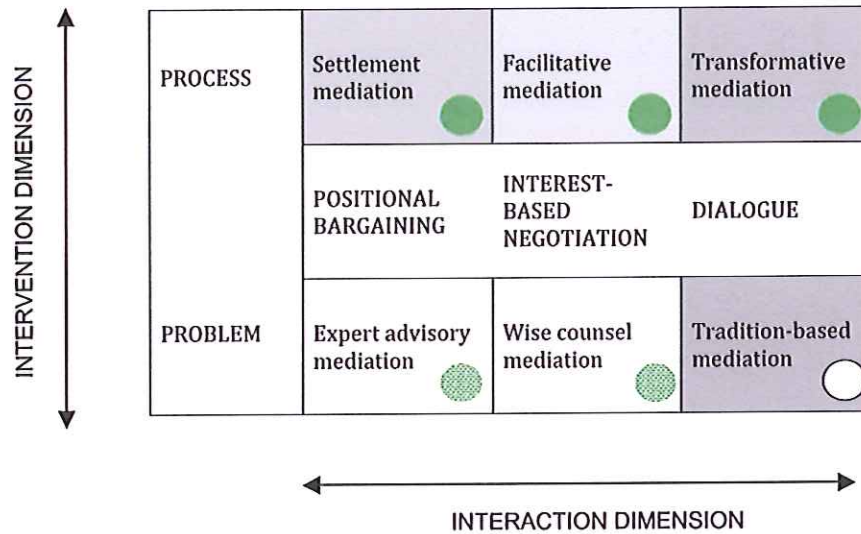 INTERVENTION DIMENSION
PROCESS
Settlement
mediation
Facilitative
mediation
Transformative
mediation
POSITIONAL
BARGAINING
INTEREST-
BASED
NEGOTIATION
DIALOGUE
PROBLEM
Expert advisory
mediation
Wise counsel
mediation
Tradition-based
mediation
INTERACTION DIMENSION